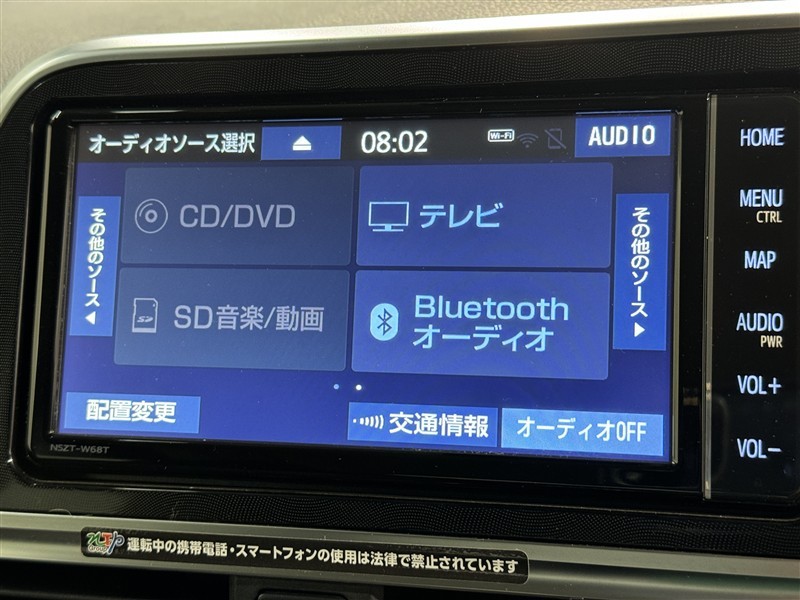 オーディオソース選択
08:02
Wi-Fi
AUDIO
その他のソース
CD/DVD
テレビ
その他のソース
SD音楽/動画
Bluetooth
オーディオ
配置変更
交通情報
オーディオOFF
NSZT-W68T
HOME
MENU
CTRL
MAP
AUDIO
PWR
VOL+
VOL-
運転中の携帯電話・スマートフォンの使用は法律で禁止されています